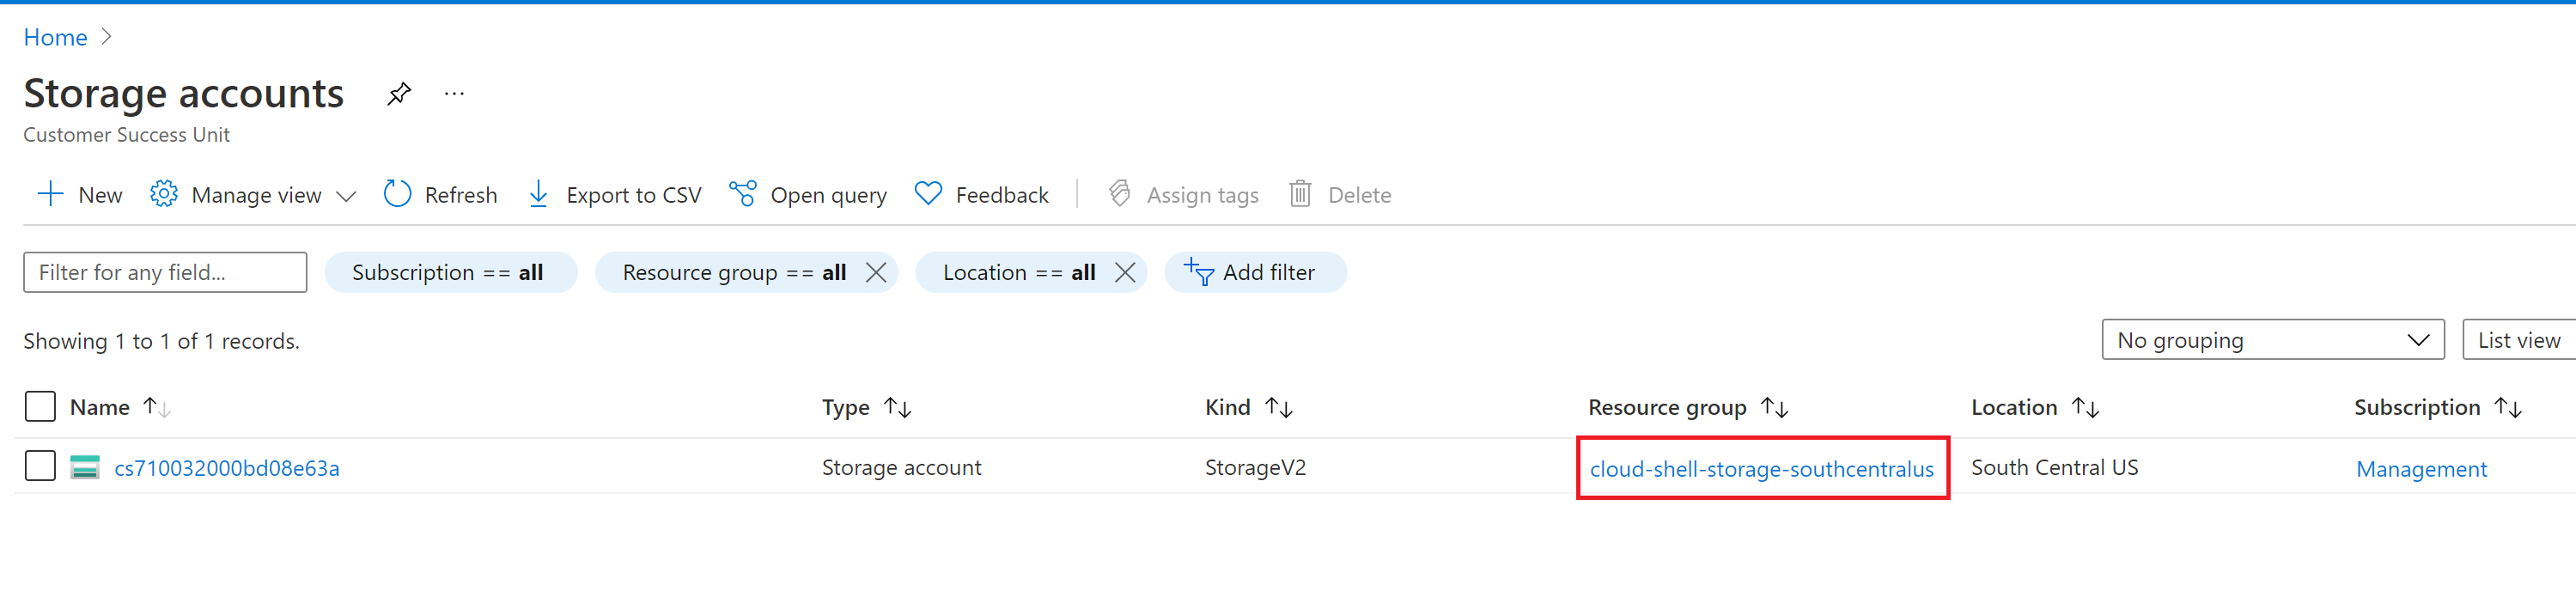 Home
Storage accounts
Customer Success Unit
New Manage view Refresh Export to CSV Open query Feedback Assign tags Delete
Filter for any field... Subscription == all Resource group == all Location == all Add filter
Showing 1 to 1 of 1 records. No grouping List view
Name Type Kind Resource group Location Subscription
cs710032000bd08e63a Storage account StorageV2 cloud-shell-storage-southcentralus South Central US Management